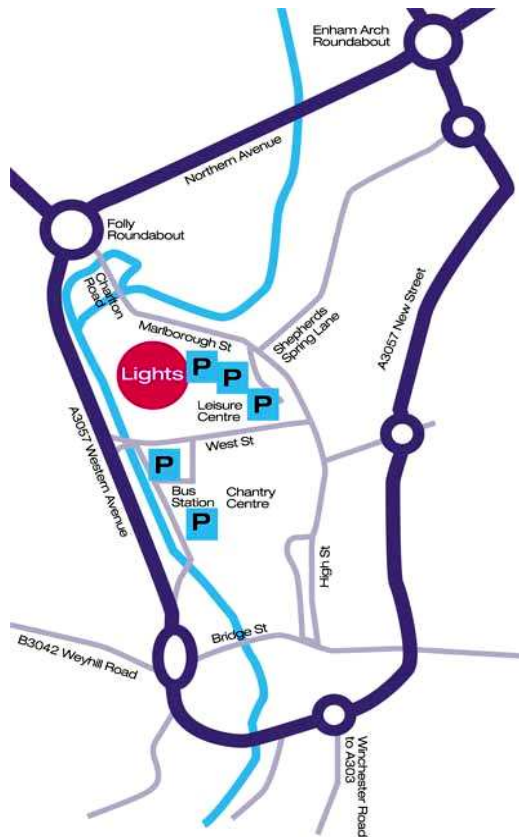 Enham Arch
Roundabout
Northern Avenue
Folly
Roundabout
Charlton
Road
Marlborough St
Shepherds
Spring Lane
A3057 New Street
Lights
P
P
P
Leisure
Centre
A3057 Western Avenue
West St
P
Bus
Station
Chantry
Centre
P
High St
Bridge St
B3042 Weyhill Road
Winchester Road
to A303